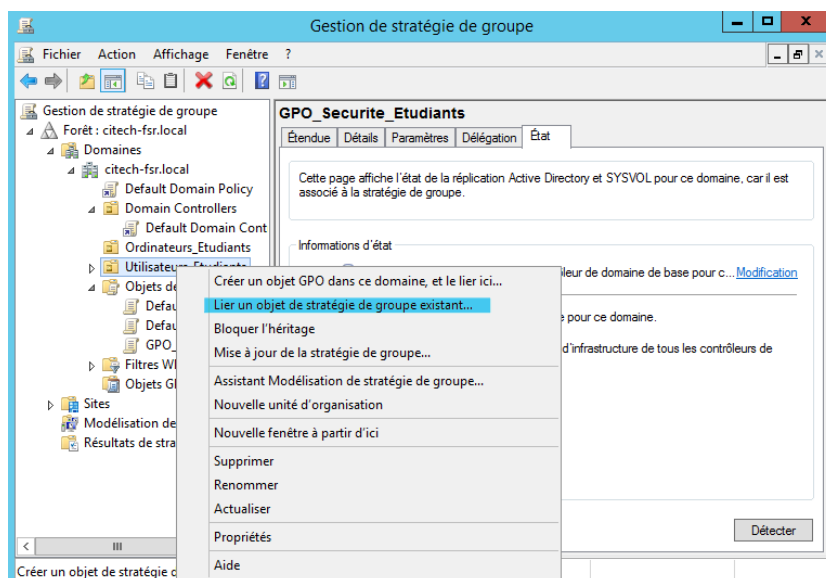 Gestion de stratégie de groupe
Fichier Action Affichage Fenêtre ?
Gestion de stratégie de groupe
Forêt : citech-fsr.local
Domaines
citech-fsr.local
Default Domain Policy
Domain Controllers
Default Domain Cont
Ordinateurs_Etudiants
Utilisateurs_Etudiants
Objets de
Defau
Defau
GPO_
Filtres WI
Objets G
Sites
Modélisation de
Résultats de stra
GPO_Securite_Etudiants
Étendue Détails Paramètres Délégation État
Cette page affiche l'état de la réplication Active Directory et SYSVOL pour ce domaine, car il est
associé à la stratégie de groupe.
Informations d'état
leur de domaine de base pour c... Modification
pour ce domaine.
d'infrastructure de tous les contrôleurs de
Détecter
Créer un objet GPO dans ce domaine, et le lier ici...
Lier un objet de stratégie de groupe existant...
Bloquer l'héritage
Mise à jour de la stratégie de groupe...
Assistant Modélisation de stratégie de groupe...
Nouvelle unité d'organisation
Nouvelle fenêtre à partir d'ici
Supprimer
Renommer
Actualiser
Propriétés
Aide
Créer un objet de stratégie